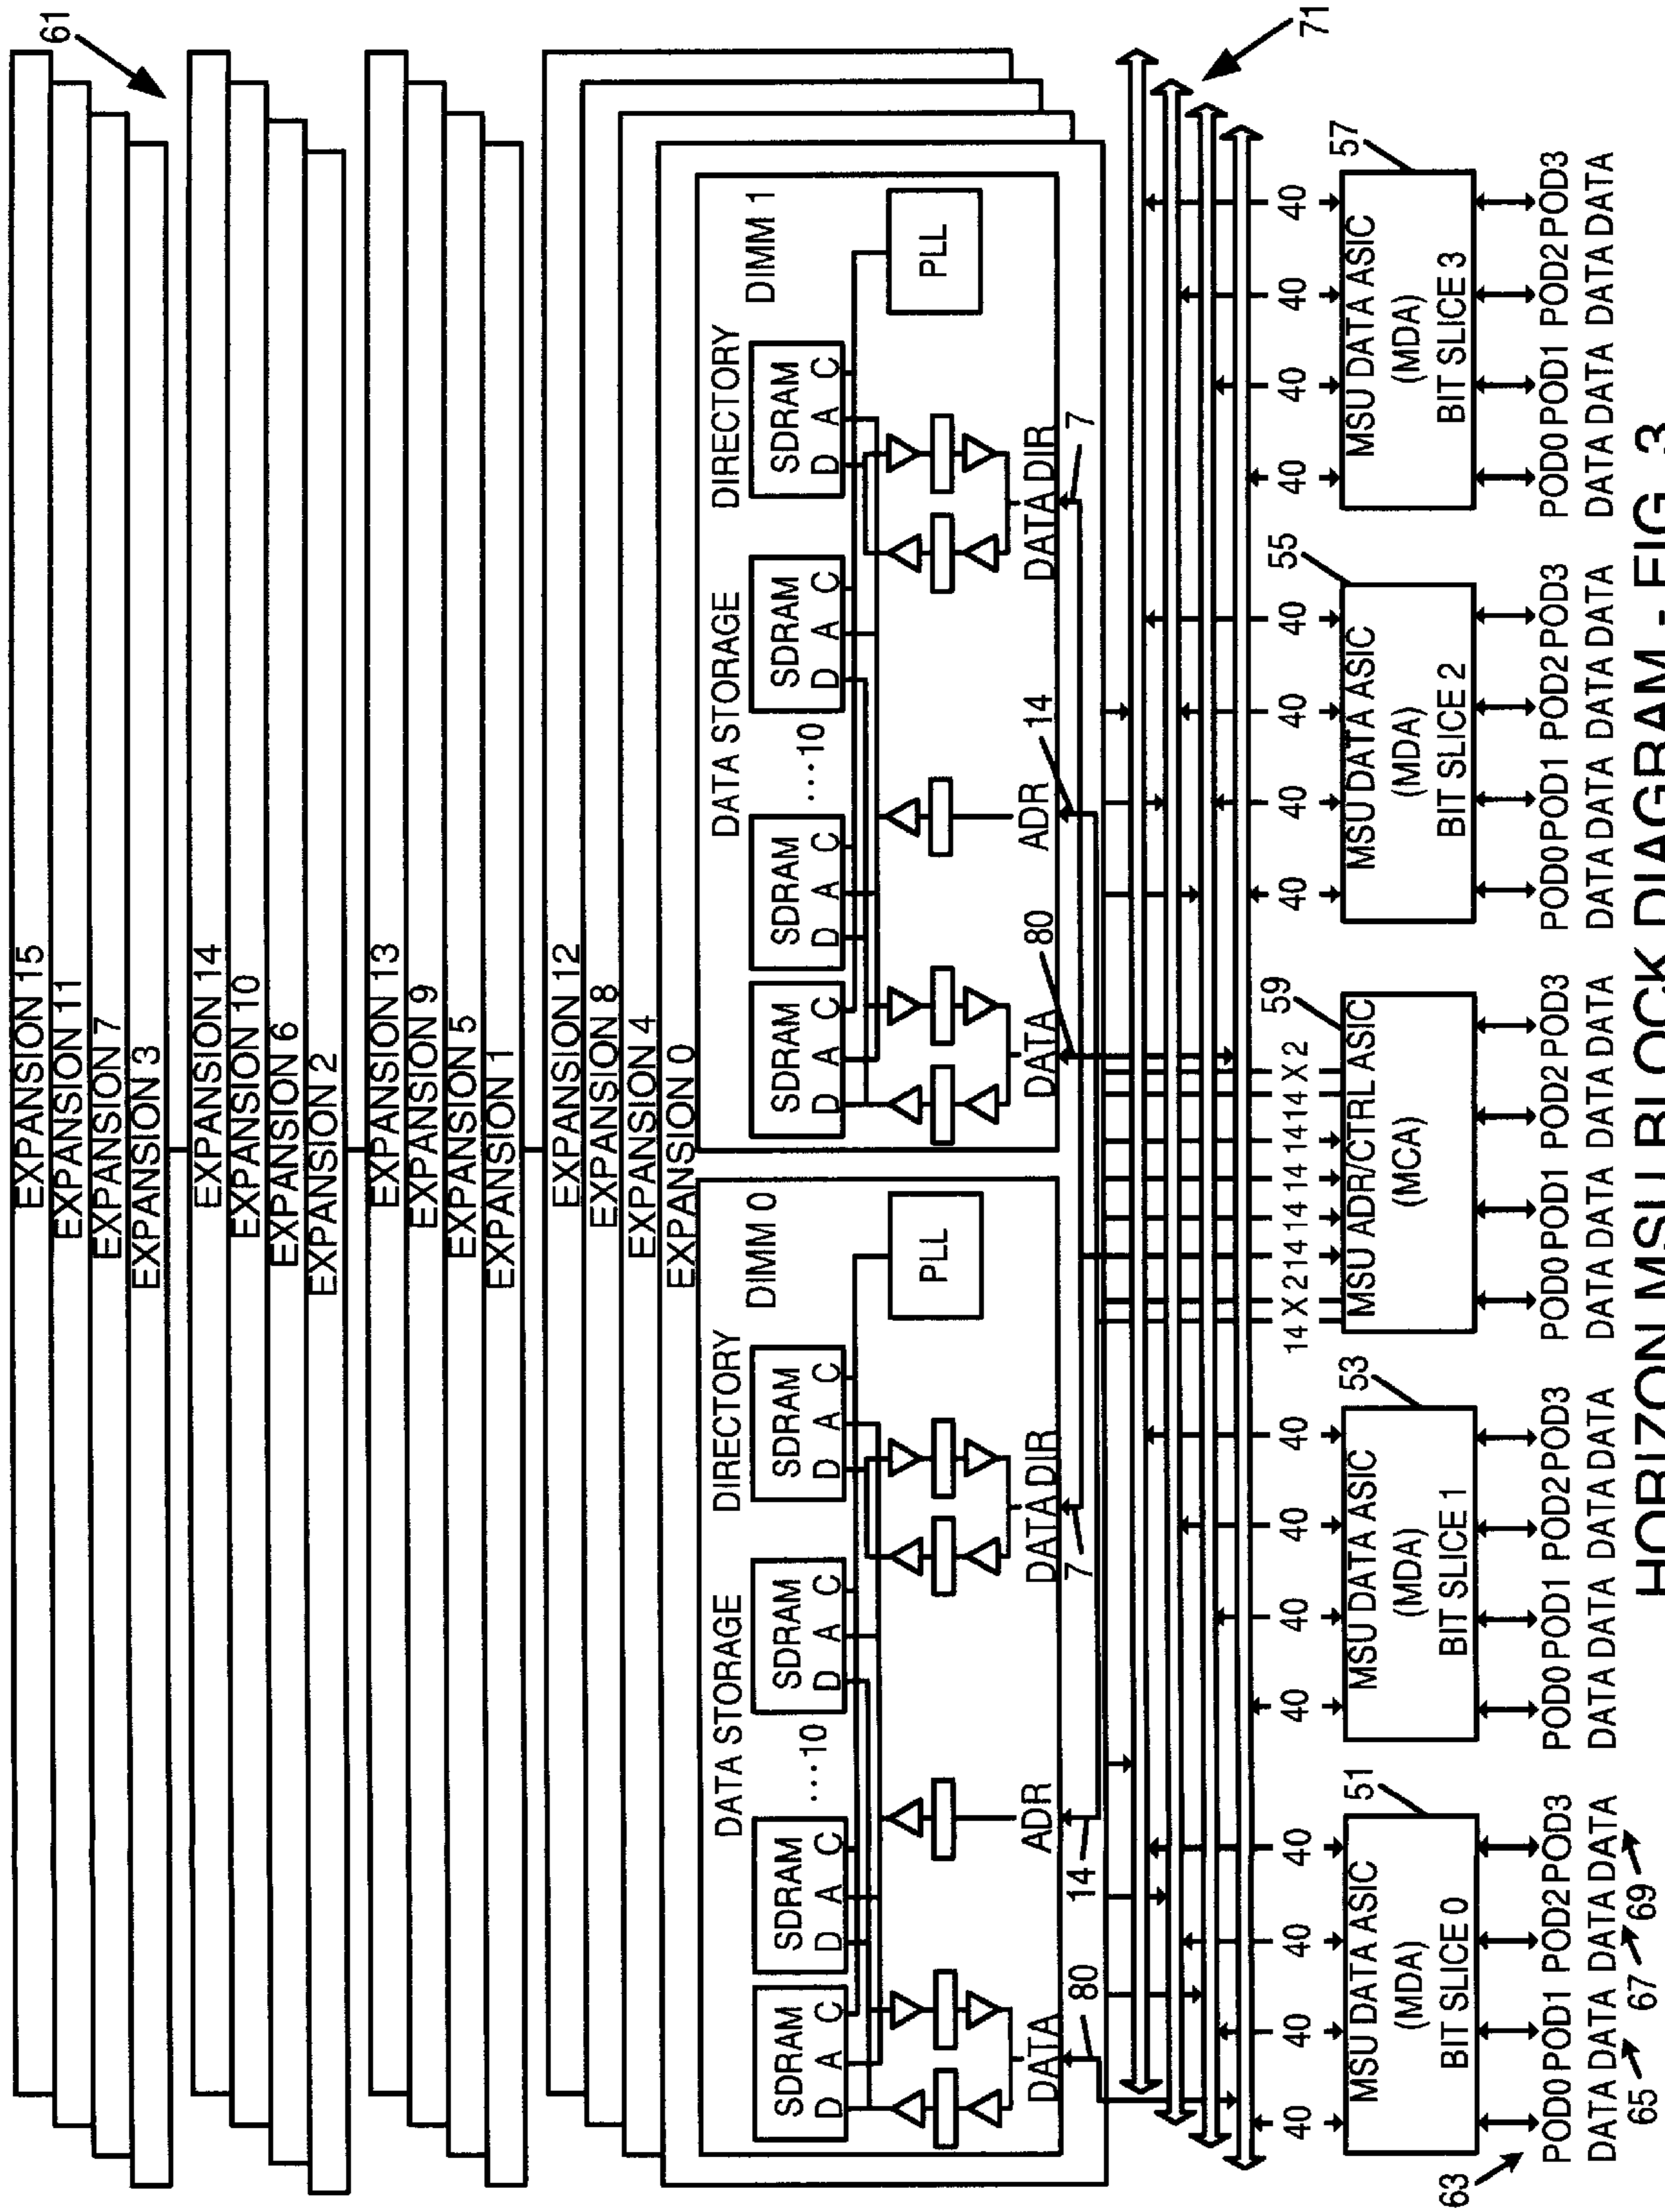 EXPANSION 15
EXPANSION 11
EXPANSION 7
EXPANSION 3
61
EXPANSION 14
EXPANSION 10
EXPANSION 6
EXPANSION 2
EXPANSION 13
EXPANSION 9
EXPANSION 5
EXPANSION 1
EXPANSION 12
EXPANSION 8
EXPANSION 4
EXPANSION 0
DATA STORAGE DIRECTORY DIMM 0
SDRAM SDRAM ....10 SDRAM SDRAM
D A C D A C D A C D A C
PLL
DATA ADR DATA DIR
80 14 7
DATA STORAGE DIRECTORY DIMM 1
SDRAM SDRAM ....10 SDRAM SDRAM
D A C D A C D A C D A C
PLL
DATA ADR DATA DIR
80 14 7
71
40 40 40 40
51
MSU DATA ASIC
(MDA)
BIT SLICE 0
POD0 POD1 POD2 POD3
DATA DATA DATA DATA
63 65 67 69
40 40 40 40
53
MSU DATA ASIC
(MDA)
BIT SLICE 1
POD0 POD1 POD2 POD3
DATA DATA DATA DATA
14 X 2 14 14 14 14 14 X 2
59
MSU ADR/CTRL ASIC
(MCA)
POD0 POD1 POD2 POD3
DATA DATA DATA DATA
40 40 40 40
55
MSU DATA ASIC
(MDA)
BIT SLICE 2
POD0 POD1 POD2 POD3
DATA DATA DATA DATA
40 40 40 40
57
MSU DATA ASIC
(MDA)
BIT SLICE 3
POD0 POD1 POD2 POD3
DATA DATA DATA DATA
HORIZON MSU BLOCK DIAGRAM - FIG. 3